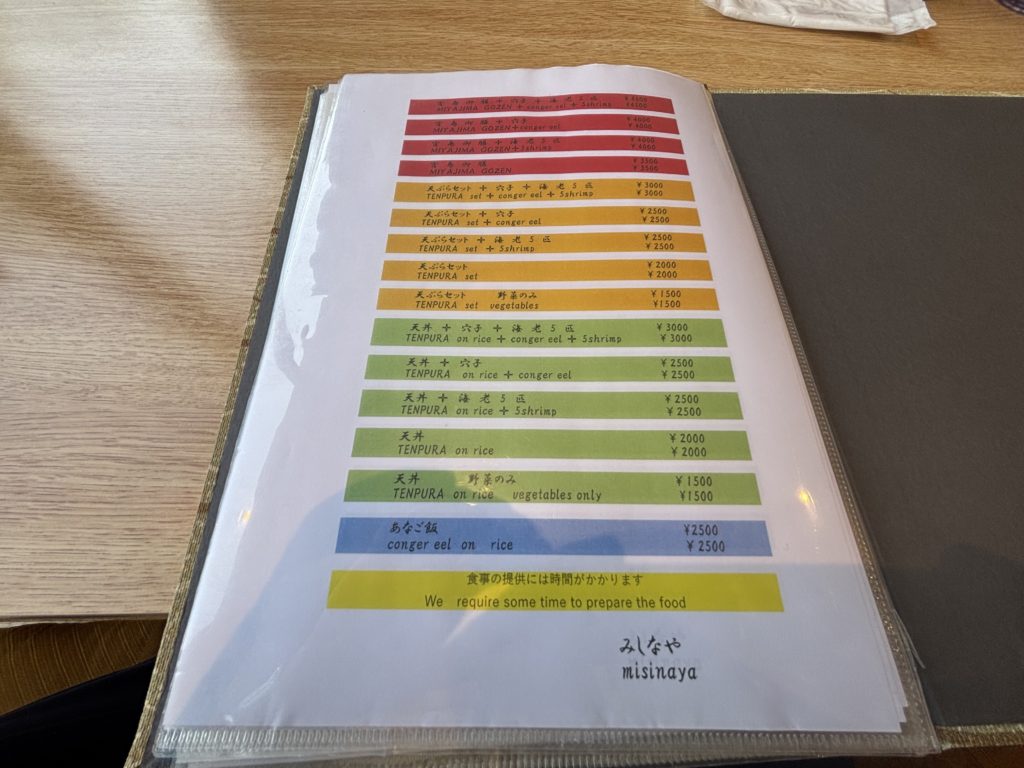 宮島御膳 + 穴子 + 海老5匹 ¥4500
MIYAJIMA GOZEN + conger eel + 5shrimp ¥4500
宮島御膳 + 穴子 ¥4000
MIYAJIMA GOZEN + conger eel ¥4000
宮島御膳 + 海老5匹 ¥4000
MIYAJIMA GOZEN + 5shrimp ¥4000
宮島御膳 ¥3500
MIYAJIMA GOZEN ¥3500
天ぷらセット + 穴子 + 海老5匹 ¥3000
TENPURA set + conger eel + 5shrimp ¥3000
天ぷらセット + 穴子 ¥2500
TENPURA set + conger eel ¥2500
天ぷらセット + 海老5匹 ¥2500
TENPURA set + 5shrimp ¥2500
天ぷらセット ¥2000
TENPURA set ¥2000
天ぷらセット 野菜のみ ¥1500
TENPURA set vegetables ¥1500
天丼 + 穴子 + 海老5匹 ¥3000
TENPURA on rice + conger eel + 5shrimp ¥3000
天丼 + 穴子 ¥2500
TENPURA on rice + conger eel ¥2500
天丼 + 海老5匹 ¥2500
TENPURA on rice + 5shrimp ¥2500
天丼 ¥2000
TENPURA on rice ¥2000
天丼 野菜のみ ¥1500
TENPURA on rice vegetables only ¥1500
あなご飯 ¥2500
conger eel on rice ¥2500
食事の提供には時間がかかります
We require some time to prepare the food
みしなや
misinaya